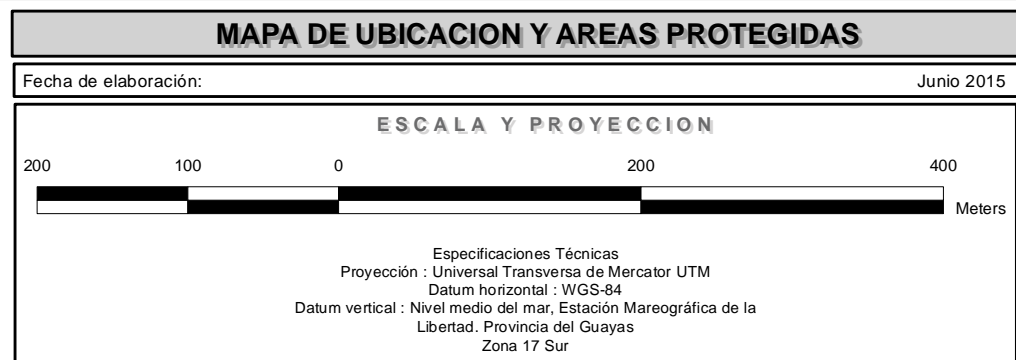 MAPA DE UBICACION Y AREAS PROTEGIDAS
Fecha de elaboración: Junio 2015
ESCALA Y PROYECCION
200 100 0 200 400
Meters
Especificaciones Técnicas
Proyección : Universal Transversa de Mercator UTM
Datum horizontal : WGS-84
Datum vertical : Nivel medio del mar, Estación Mareográfica de la
Libertad. Provincia del Guayas
Zona 17 Sur